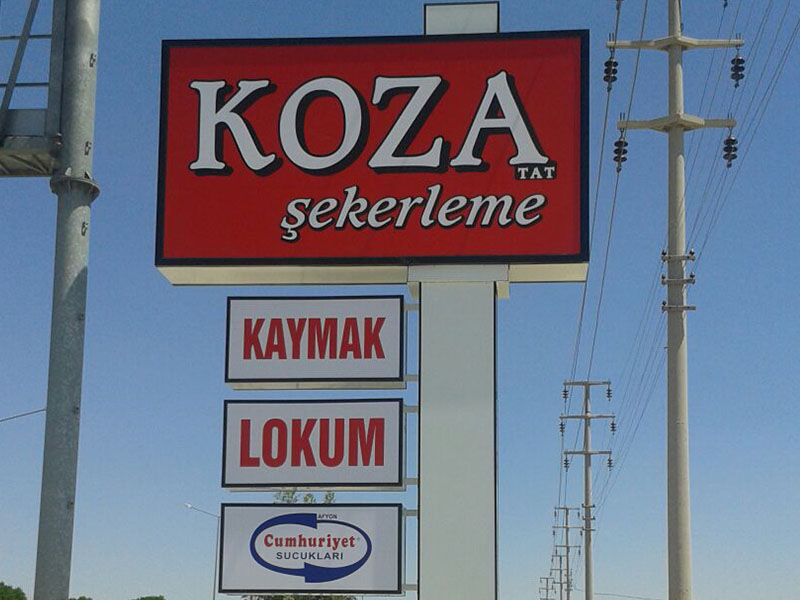 KOZA
TAT
şekerleme
KAYMAK
LOKUM
AFYON
Cumhuriyet
SUCUKLARI